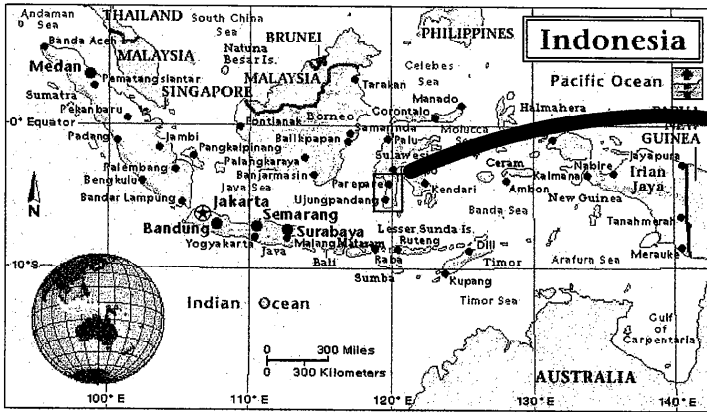 Andaman
Sea
THAILAND
South China
Sea
PHILIPPINES
Indonesia
Banda Aceh
MALAYSIA
Natuna
Besar Is.
BRUNEI
Celebes
Sea
Pacific Ocean
Medan
Pematangsiantar
MALAYSIA
Tarakan
Sumatra
SINGAPORE
Manado
Halmahera
Pekanbaru
Gorontalo
0° Equator
Pontianak
Borneo
Samarinda
Molucca
Sea
NEW
GUINEA
Padang
Jambi
Balikpapan
Palu
Pangkalpinang
Sulawesi
Ceram
Jayapura
Palembang
Palangkaraya
Nabire
Irian
Jaya
Bengkulu
Banjarmasin
Parepare
Kendari
Ambon
Kaimana
Java Sea
New Guinea
Bandar Lampung
Jakarta
Ujungpandang
Banda Sea
Tanahmerah
N
Semarang
Lesser Sunda is.
Bandung
Surabaya
Ruteng
Dili
Yogyakarta
Malang
Mataram
Merauke
Java
Bali
Raba
Timor
Arafura Sea
10°S
Sumba
Kupang
Timor Sea
Indian Ocean
Gulf
of
Carpentaria
0 300 Miles
0 300 Kilometers
AUSTRALIA
100°E
110°E
120°E
130°E
140°E